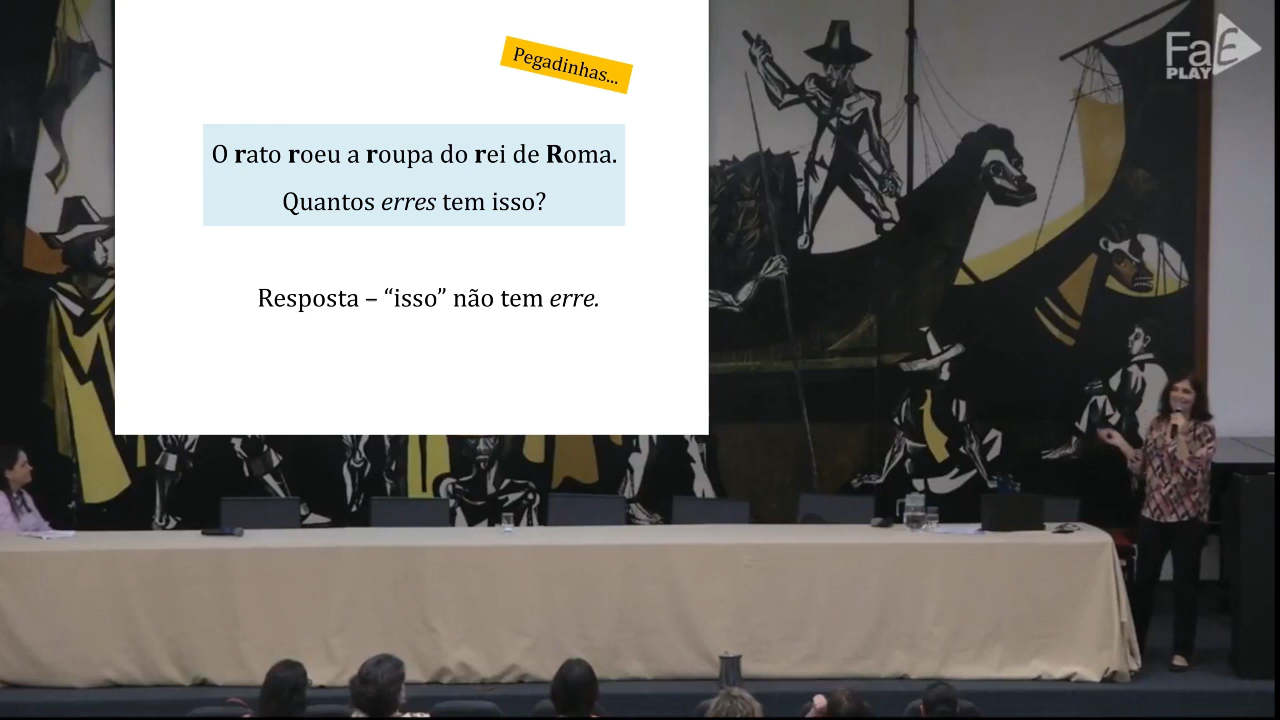 Pegadinhas...
FaE
PLAY
O rato roeu a roupa do rei de Roma.
Quantos erres tem isso?
Resposta – “isso” não tem erre.